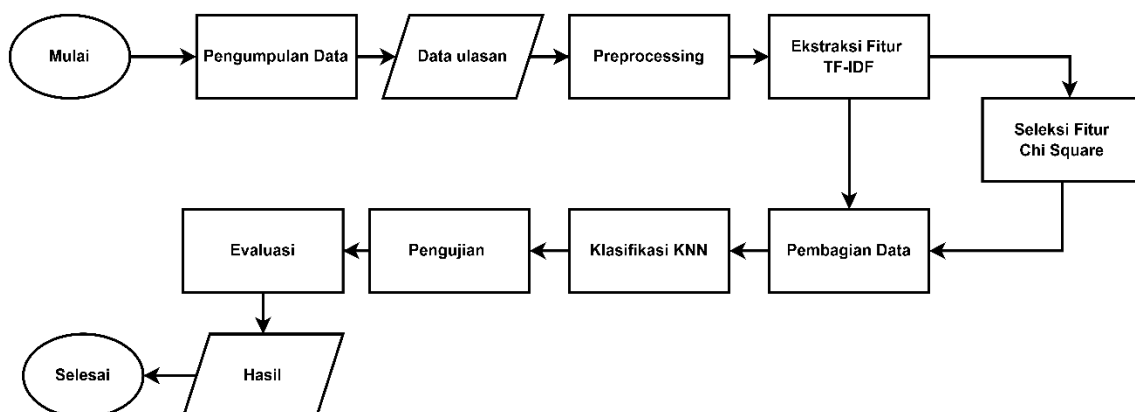 Mulai
Pengumpulan Data
Data ulasan
Preprocessing
Ekstraksi Fitur
TF-IDF
Seleksi Fitur
Chi Square
Pembagian Data
Klasifikasi KNN
Pengujian
Evaluasi
Hasil
Selesai